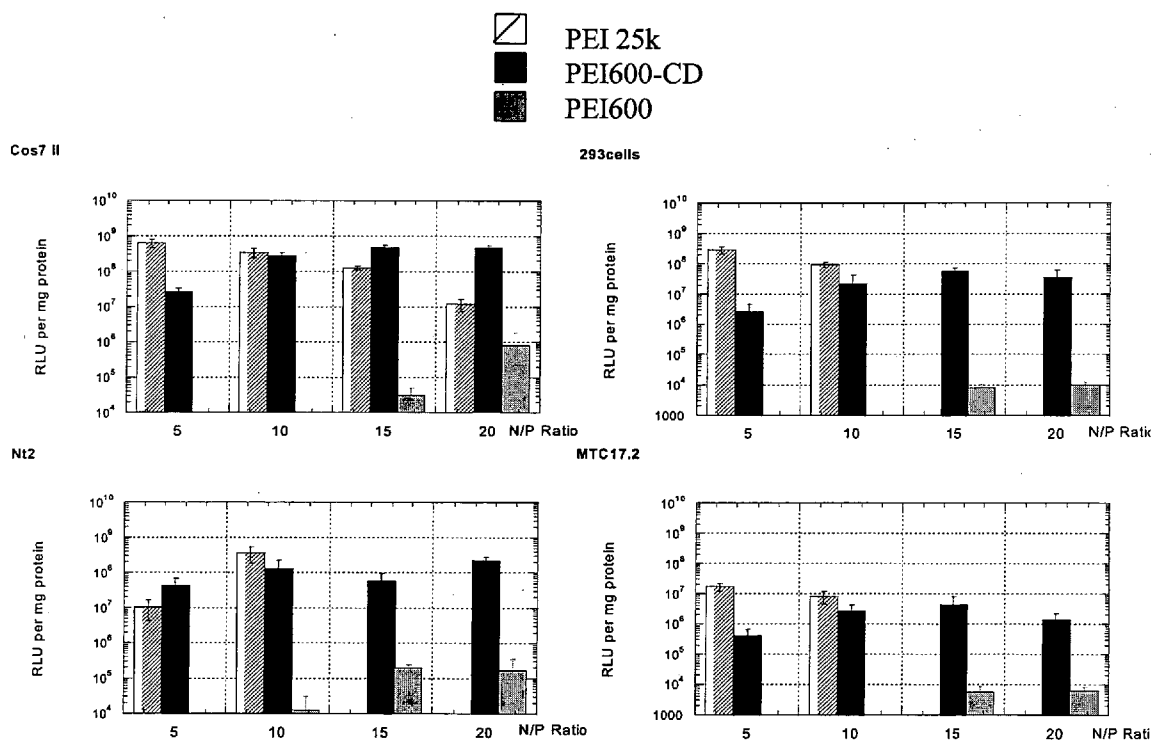 PEI 25k
PEI600-CD
PEI600
Cos7 II
RLU per mg protein
10¹⁰
10⁹
10⁸
10⁷
10⁶
10⁵
10⁴
5 10 15 20 N/P Ratio
293cells
RLU per mg protein
10¹⁰
10⁹
10⁸
10⁷
10⁶
10⁵
10⁴
1000
5 10 15 20 N/P Ratio
Nt2
RLU per mg protein
10¹⁰
10⁹
10⁸
10⁷
10⁶
10⁵
10⁴
5 10 15 20 N/P Ratio
MTC17.2
RLU per mg protein
10¹⁰
10⁹
10⁸
10⁷
10⁶
10⁵
10⁴
1000
5 10 15 20 N/P Rati